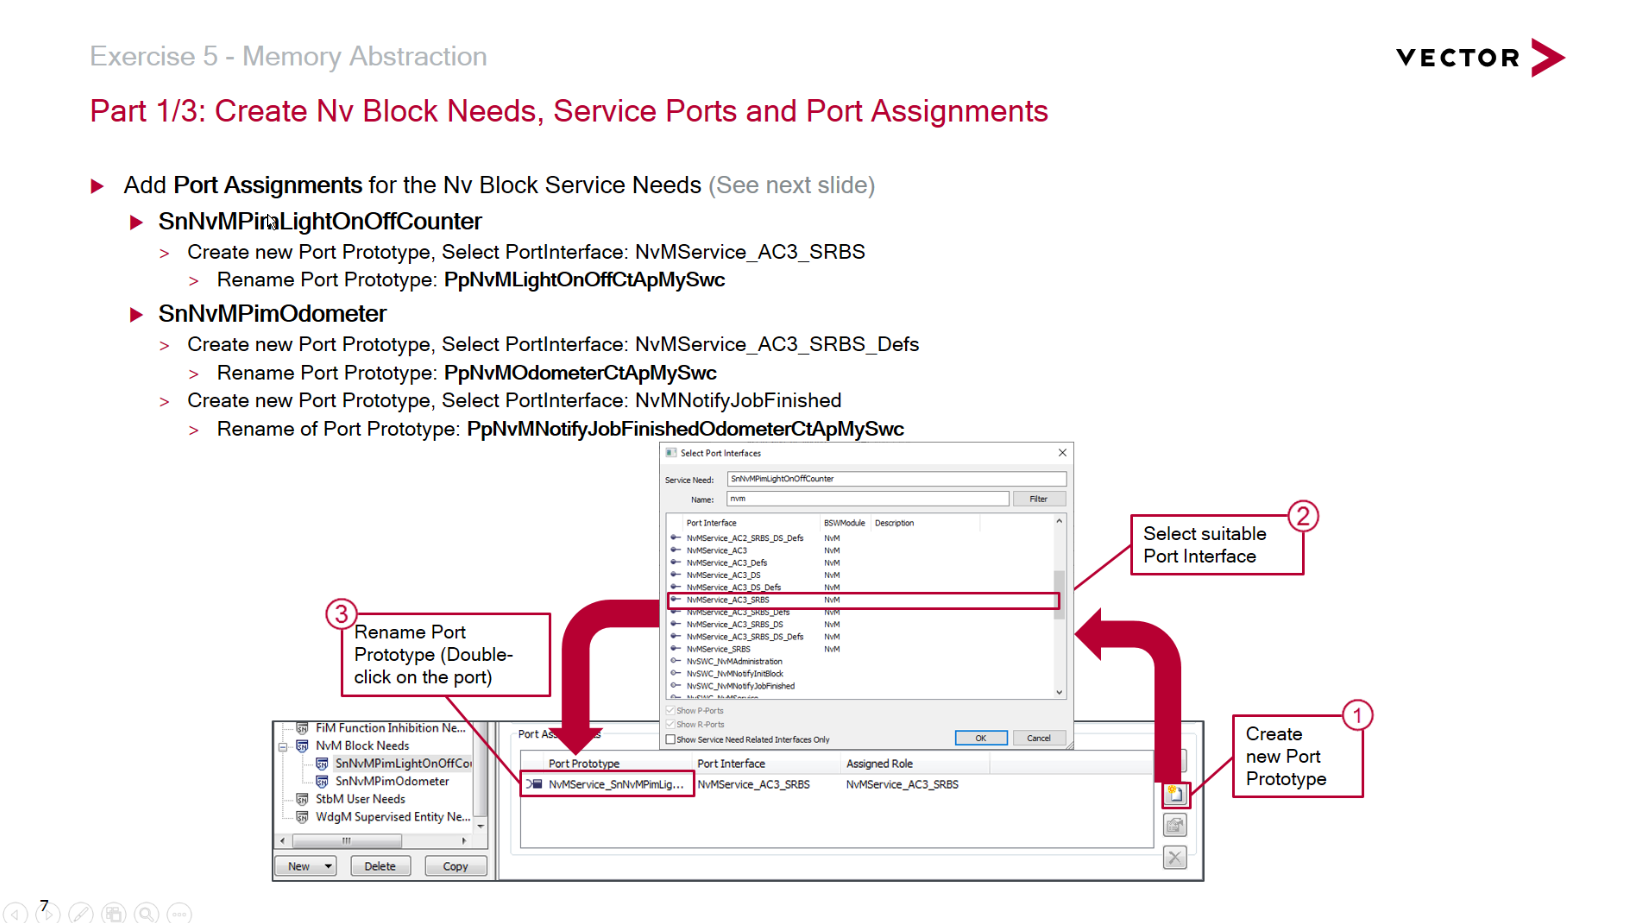 Exercise 5 - Memory Abstraction
VECTOR
Part 1/3: Create Nv Block Needs, Service Ports and Port Assignments
Add Port Assignments for the Nv Block Service Needs (See next slide)
SnNvMPimLightOnOffCounter
> Create new Port Prototype, Select PortInterface: NvMService_AC3_SRBS
> Rename Port Prototype: PpNvMLightOnOffCtApMySwc
SnNvMPimOdometer
> Create new Port Prototype, Select PortInterface: NvMService_AC3_SRBS_Defs
> Rename Port Prototype: PpNvMOdometerCtApMySwc
> Create new Port Prototype, Select PortInterface: NvMNotifyJobFinished
> Rename of Port Prototype: PpNvMNotifyJobFinishedOdometerCtApMySwc
Select Port Interfaces
Service Need: SnNvMPimLightOnOffCounter
Name: nvm Filter
Port Interface BSWModule Description
NvMService_AC2_SRBS_DS_Defs NvM
NvMService_AC3 NvM
NvMService_AC3_Defs NvM
NvMService_AC3_DS NvM
NvMService_AC3_DS_Defs NvM
NvMService_AC3_SRBS NvM
NvMService_AC3_SRBS_Defs NvM
NvMService_AC3_SRBS_DS NvM
NvMService_AC3_SRBS_DS_Defs NvM
NvMService_SRBS NvM
NvSWC_NvMAdministration
NvSWC_NvMNotifyInitBlock
NvSWC_NvMNotifyJobFinished
Show P-Ports
Show R-Ports
Show Service Need Related Interfaces Only
OK Cancel
2
Select suitable
Port Interface
3
Rename Port
Prototype (Double-
click on the port)
1
Create
new Port
Prototype
FiM Function Inhibition Ne...
NvM Block Needs
SnNvMPimLightOnOffCou
SnNvMPimOdometer
StbM User Needs
WdgM Supervised Entity Ne...
New Delete Copy
Port Prototype Port Interface Assigned Role
NvMService_SnNvMPimLig... NvMService_AC3_SRBS NvMService_AC3_SRBS
7